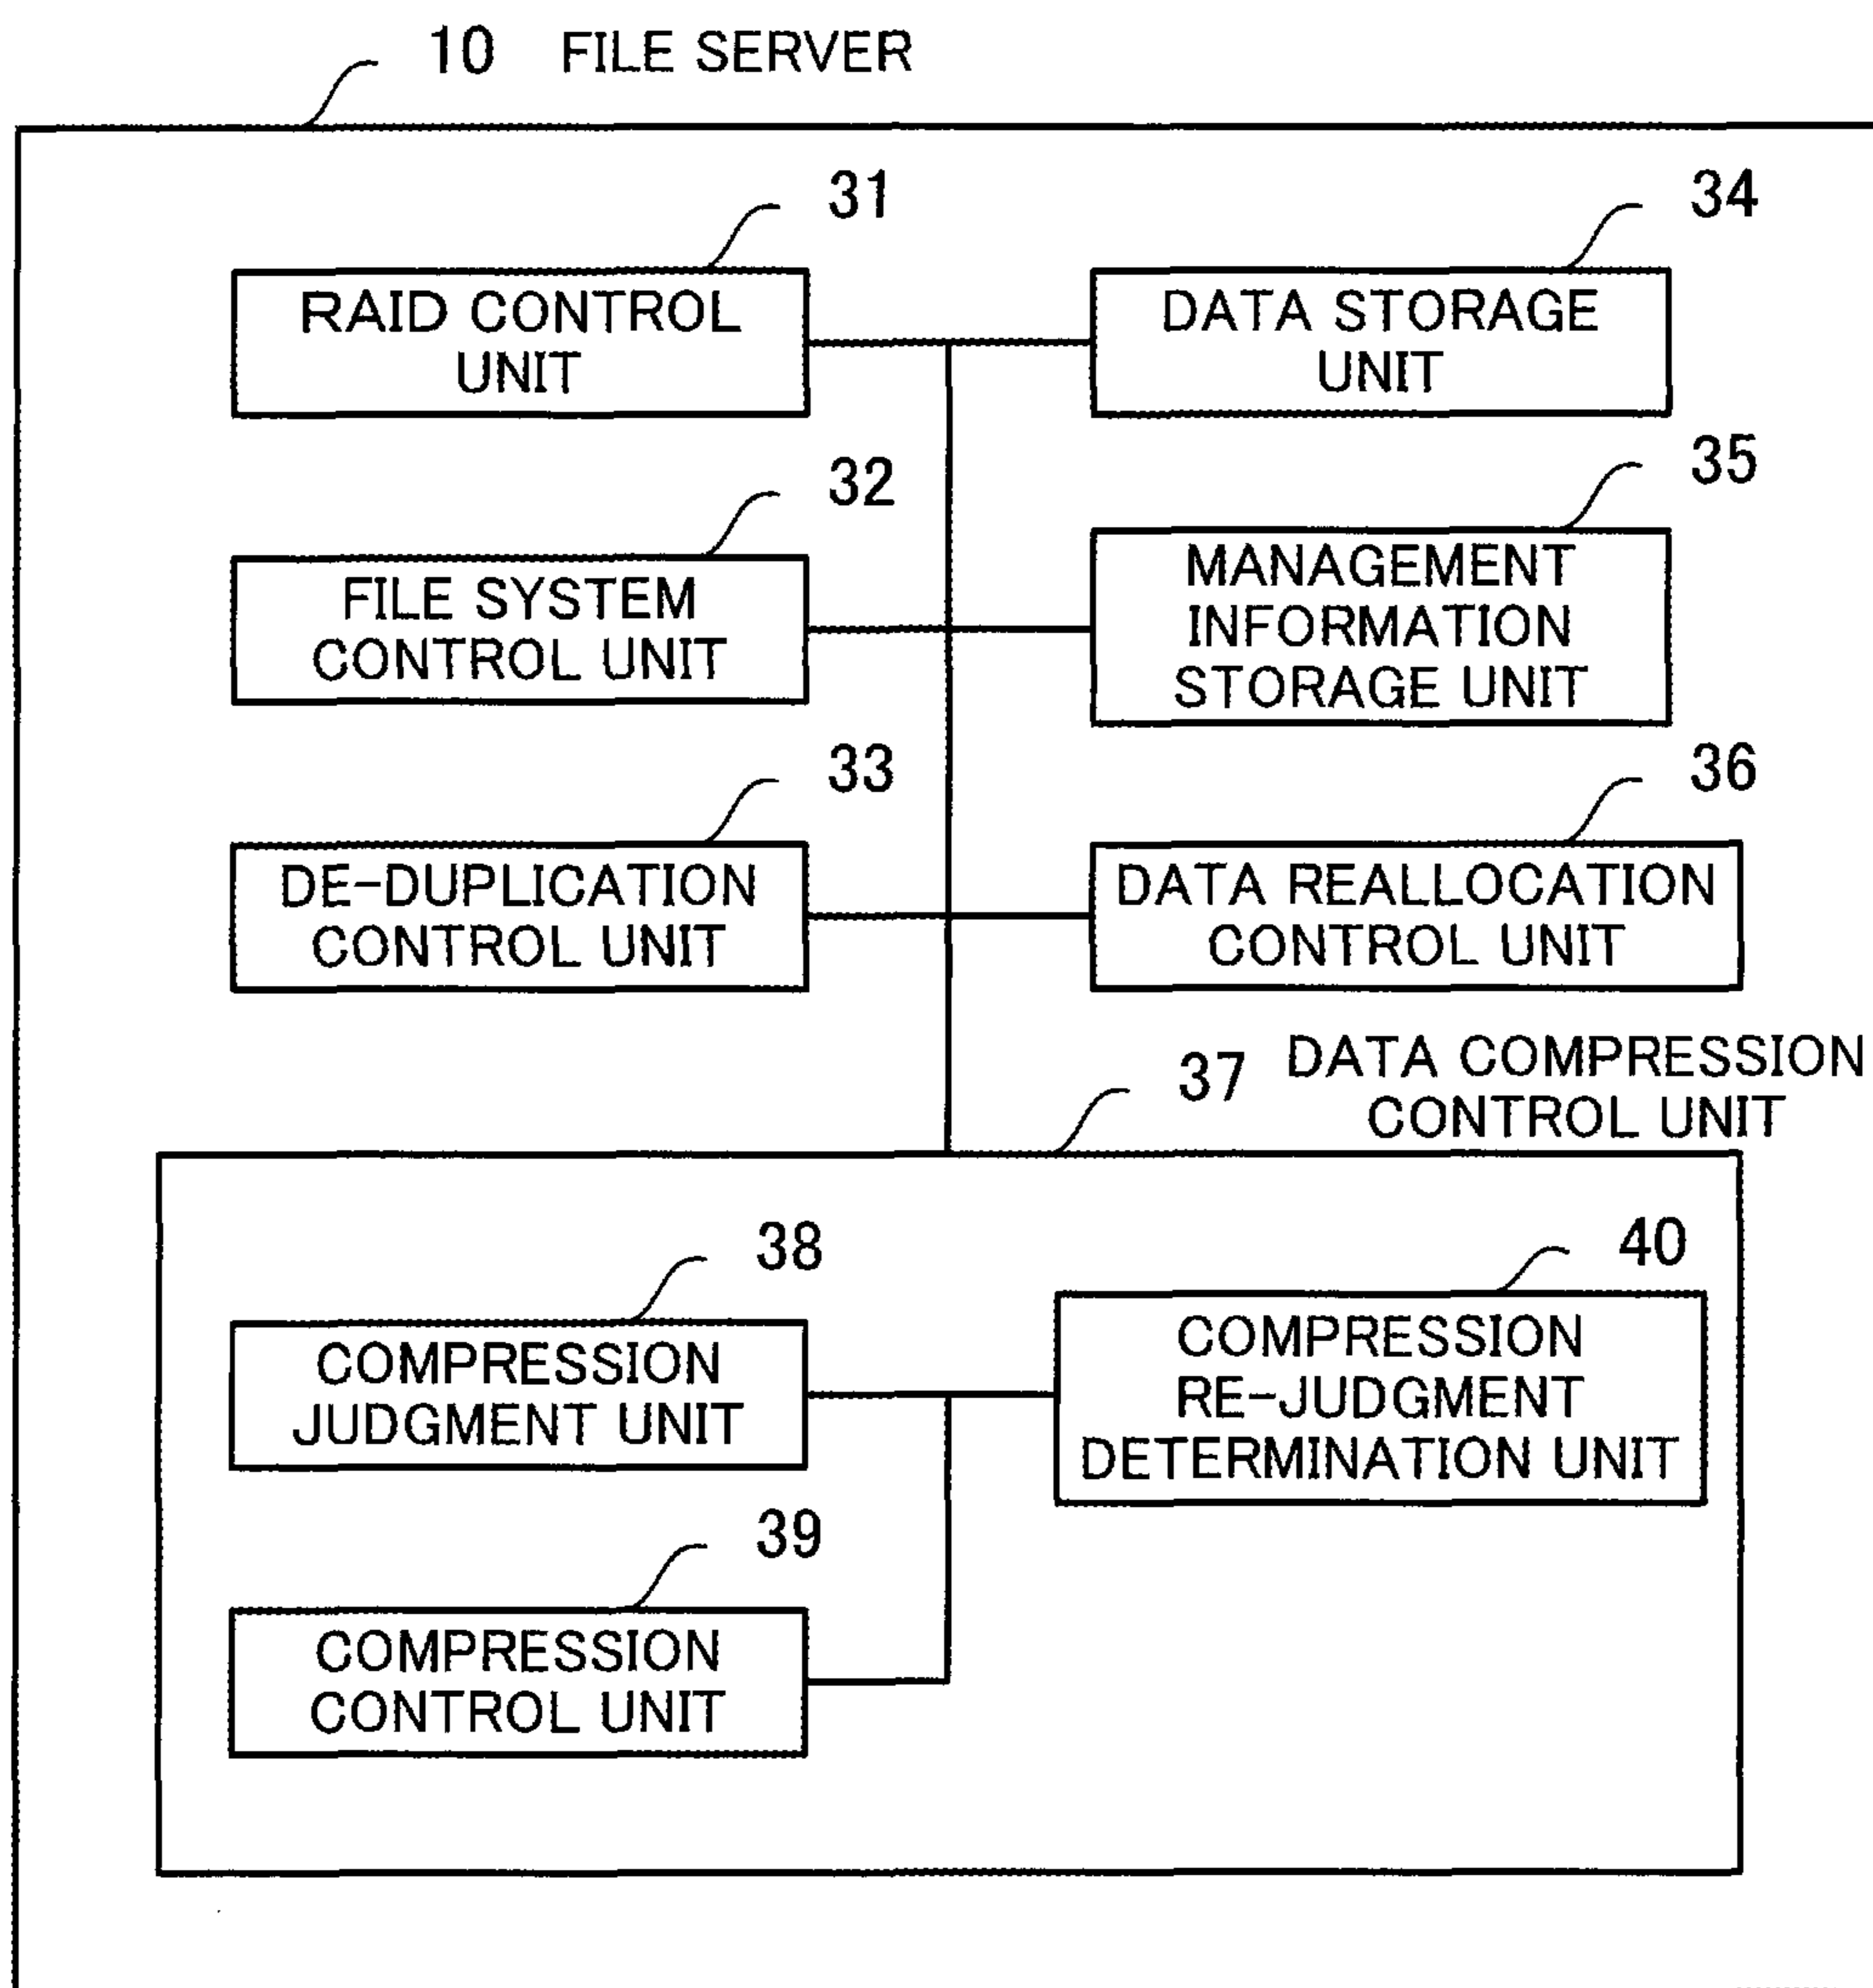 10 FILE SERVER
31
RAID CONTROL
UNIT
34
DATA STORAGE
UNIT
32
FILE SYSTEM
CONTROL UNIT
35
MANAGEMENT
INFORMATION
STORAGE UNIT
33
DE-DUPLICATION
CONTROL UNIT
36
DATA REALLOCATION
CONTROL UNIT
37 DATA COMPRESSION
CONTROL UNIT
38
COMPRESSION
JUDGMENT UNIT
40
COMPRESSION
RE-JUDGMENT
DETERMINATION UNIT
39
COMPRESSION
CONTROL UNIT